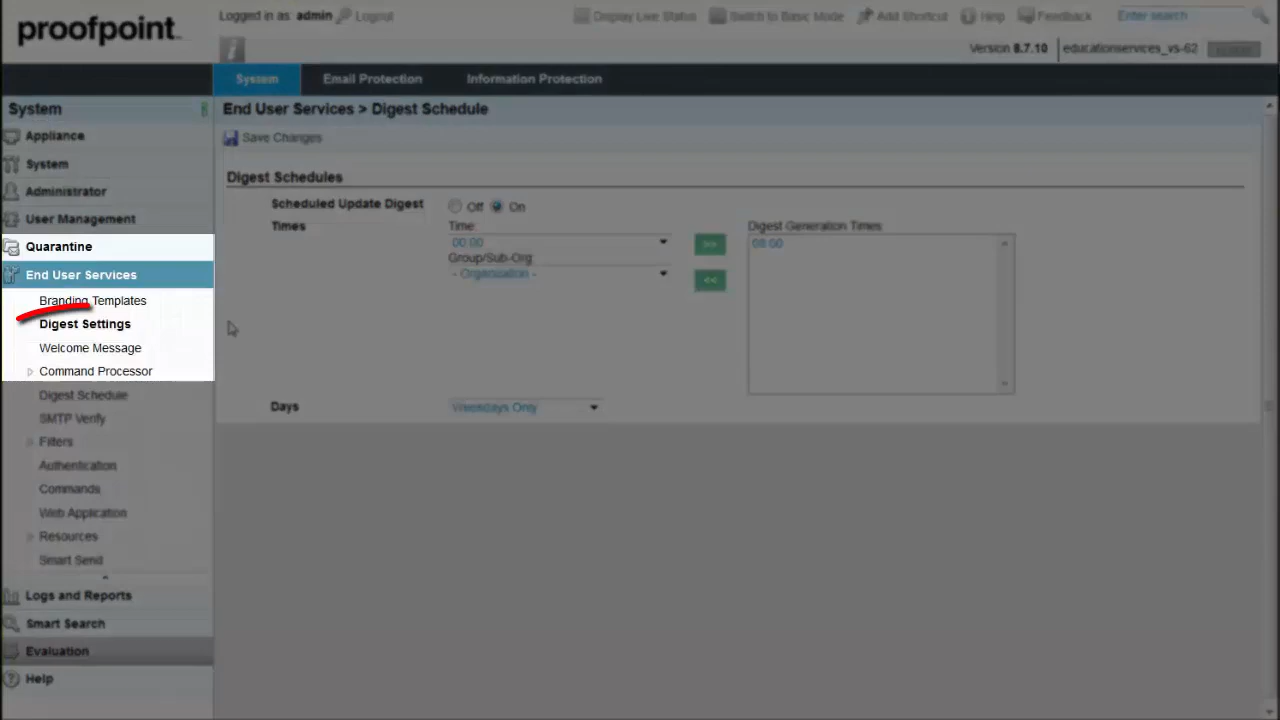 proofpoint
Logged in as admin Logout
Display Live Status Switch to Basic Mode Add Shortcut Help Feedback Enter search
Version 8.7.10 educationservices_vs-62
System Email Protection Information Protection
System
Appliance
System
Administrator
User Management
Quarantine
End User Services
Branding Templates
Digest Settings
Welcome Message
Command Processor
Digest Schedule
SMTP Verify
Filters
Authentication
Commands
Web Application
Resources
Smart Send
Logs and Reports
Smart Search
Evaluation
Help
End User Services > Digest Schedule
Save Changes
Digest Schedules
Scheduled Update Digest Off On
Times Time: Digest Generation Times:
00:00 >> 08:00
Group/Sub-Org:
- Organization - <<
Days Weekdays Only